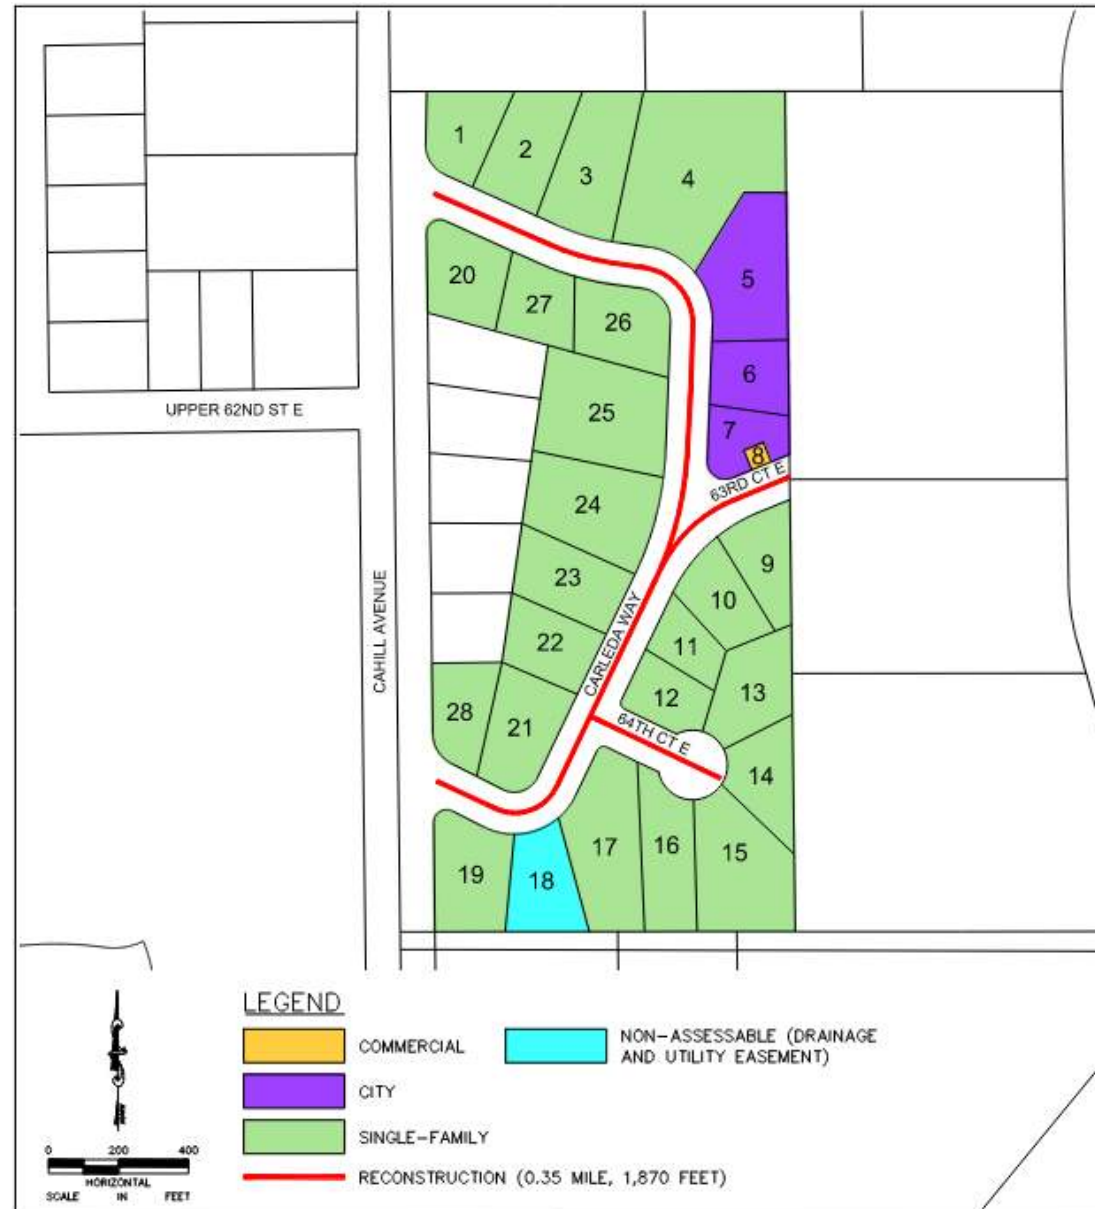 1
2
3
4
5
20
27
26
6
25
UPPER 62ND ST E
7
8
63RD CT E
24
9
23
10
CAHILL AVENUE
CARLEDA WAY
22
11
12
13
28
21
64TH CT E
14
17
16
15
19
18
LEGEND
COMMERCIAL
NON-ASSESSABLE (DRAINAGE
AND UTILITY EASEMENT)
CITY
SINGLE-FAMILY
RECONSTRUCTION (0.35 MILE, 1,870 FEET)
0 200 400
HORIZONTAL
SCALE IN FEET